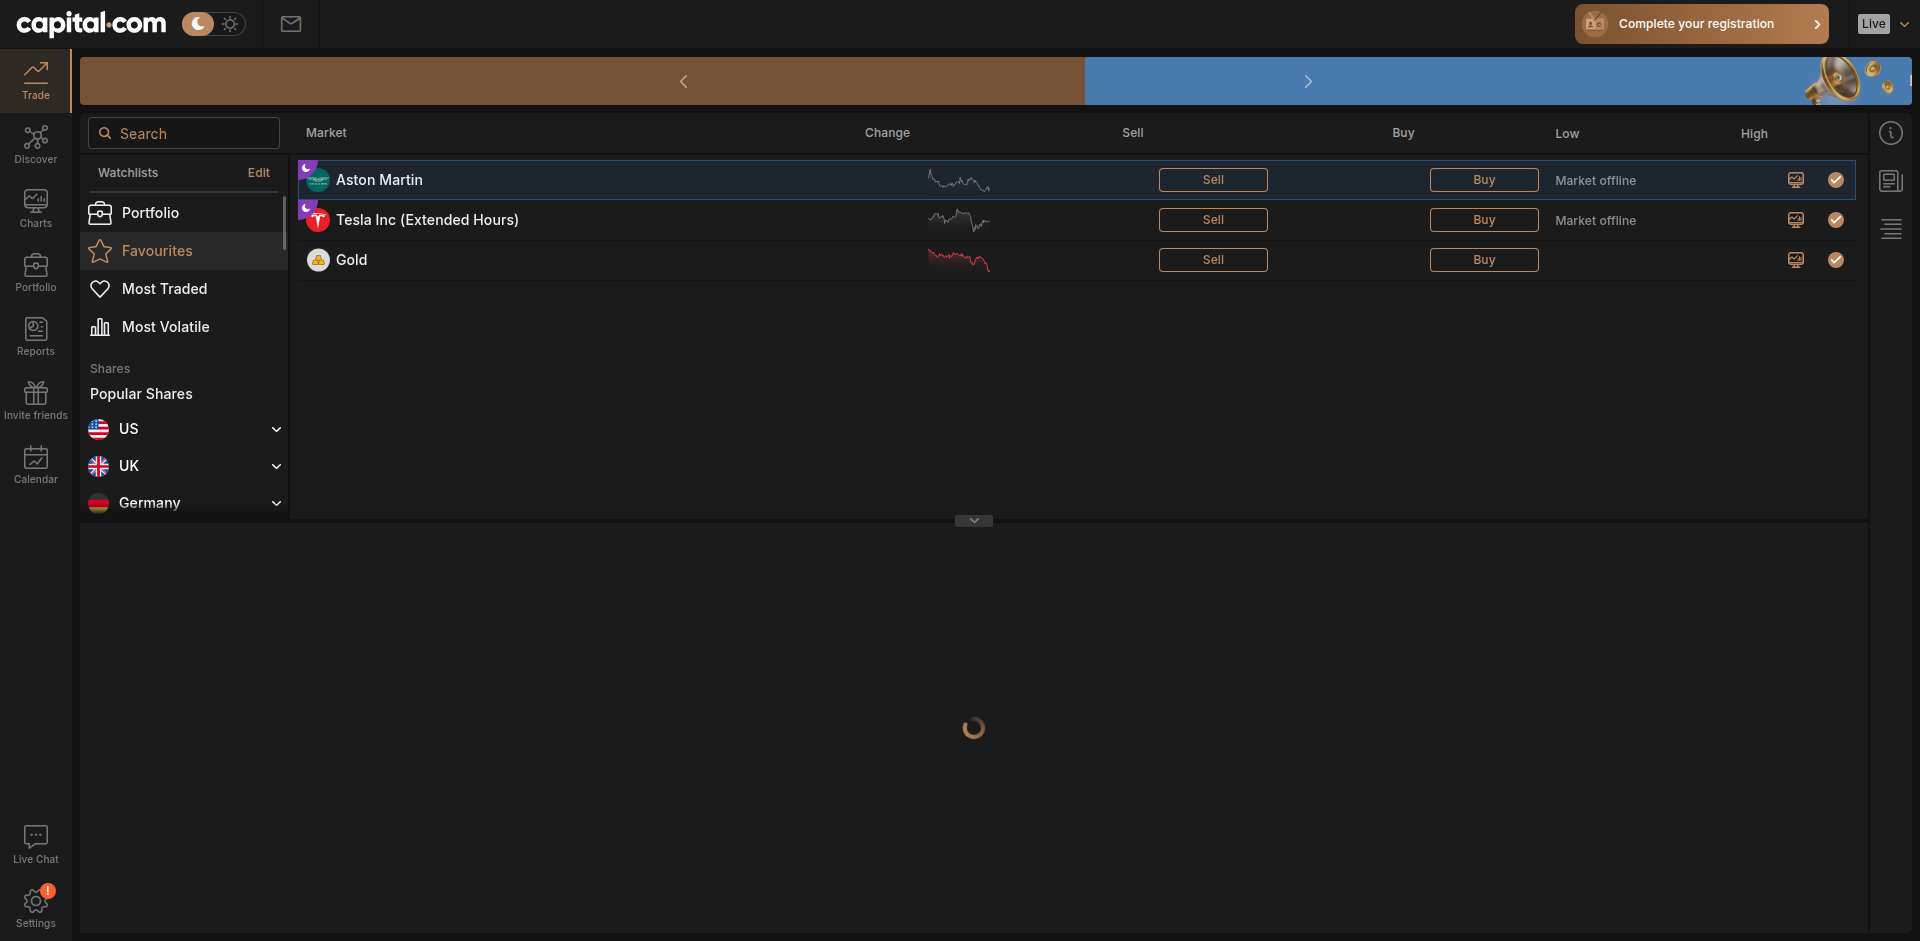 capital.com
Complete your registration
Live
Trade
Discover
Charts
Portfolio
Reports
Invite friends
Calendar
Live Chat
!
Settings
Search
Watchlists Edit
Portfolio
Favourites
Most Traded
Most Volatile
Shares
Popular Shares
US
UK
Germany
Market Change Sell Buy Low High
Aston Martin Sell Buy Market offline
Tesla Inc (Extended Hours) Sell Buy Market offline
Gold Sell Buy